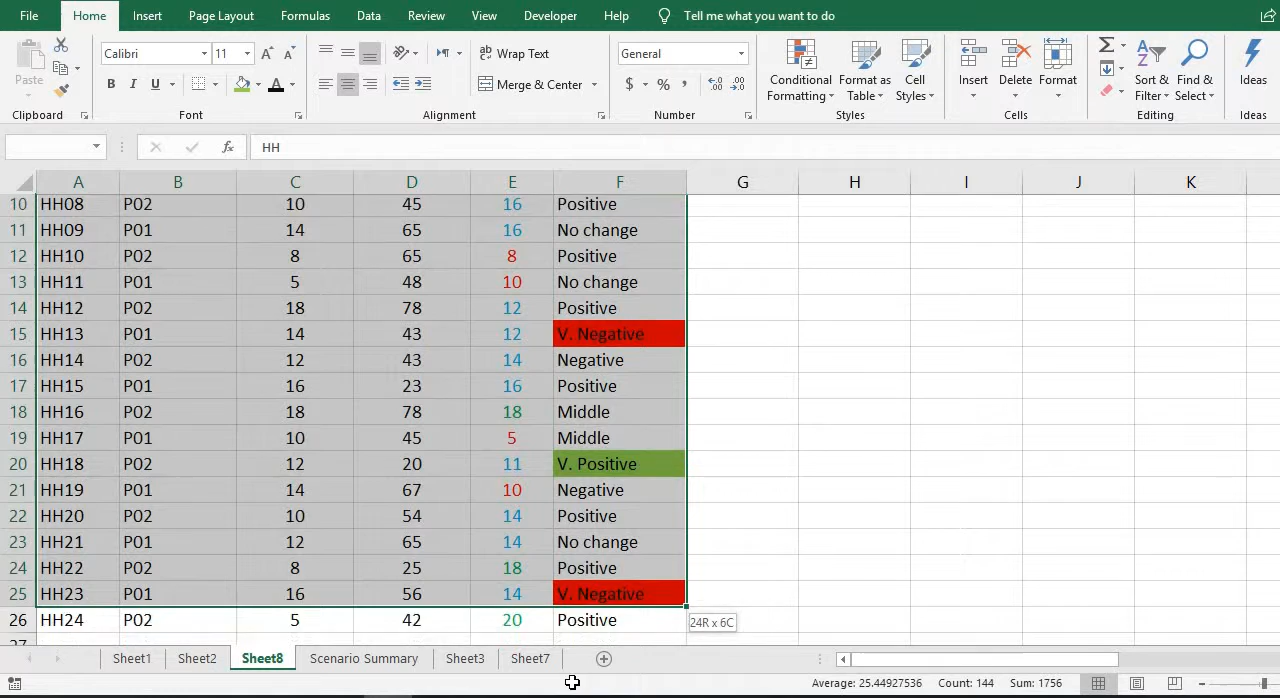 File Home Insert Page Layout Formulas Data Review View Developer Help Tell me what you want to do
Calibri 11 Wrap Text General
Paste Merge & Center Conditional Formatting Format as Table Cell Styles Insert Delete Format Sort & Filter Find & Select Ideas
B I U A $ %
Clipboard Font Alignment Number Styles Cells Editing Ideas
fx HH
A B C D E F G H I J K
10 HH08 P02 10 45 16 Positive
11 HH09 P01 14 65 16 No change
12 HH10 P02 8 65 8 Positive
13 HH11 P01 5 48 10 No change
14 HH12 P02 18 78 12 Positive
15 HH13 P01 14 43 12 V. Negative
16 HH14 P02 12 43 14 Negative
17 HH15 P01 16 23 16 Positive
18 HH16 P02 18 78 18 Middle
19 HH17 P01 10 45 5 Middle
20 HH18 P02 12 20 11 V. Positive
21 HH19 P01 14 67 10 Negative
22 HH20 P02 10 54 14 Positive
23 HH21 P01 12 65 14 No change
24 HH22 P02 8 25 18 Positive
25 HH23 P01 16 56 14 V. Negative
26 HH24 P02 5 42 20 Positive 24R x 6C
27
Sheet1 Sheet2 Sheet8 Scenario Summary Sheet3 Sheet7
Average: 25.44927536 Count: 144 Sum: 1756